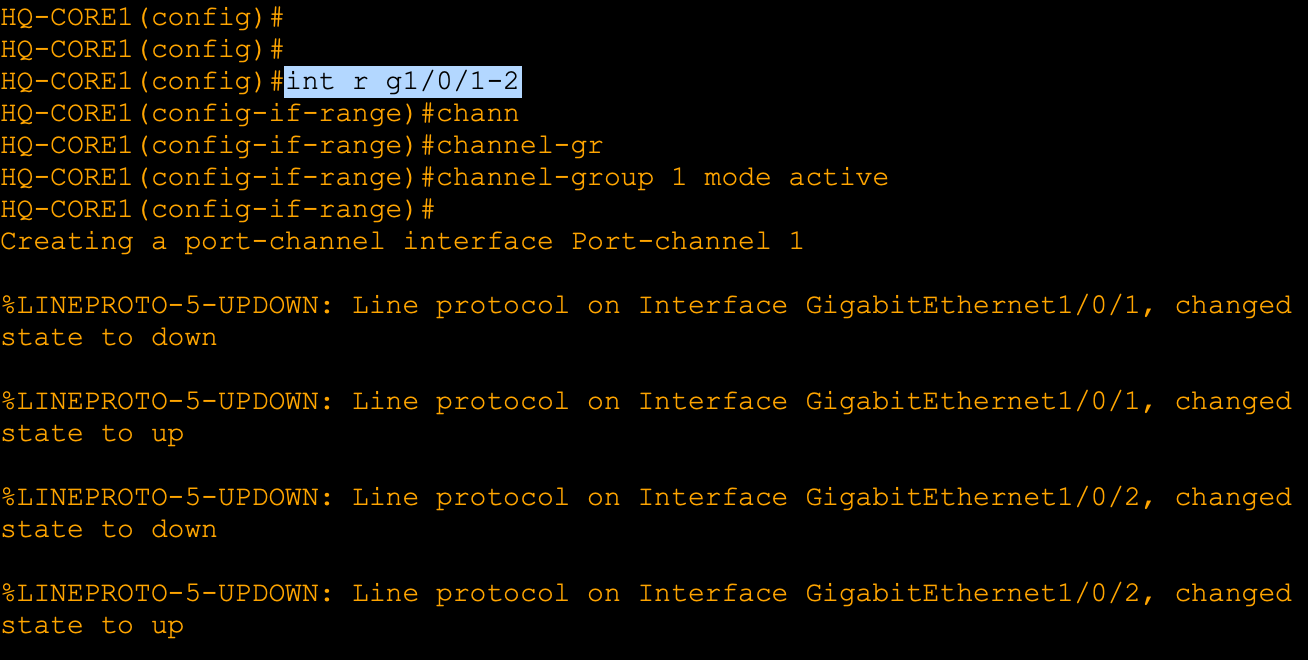 HQ-CORE1(config)#
HQ-CORE1(config)#
HQ-CORE1(config)#int r g1/0/1-2
HQ-CORE1(config-if-range)#chann
HQ-CORE1(config-if-range)#channel-gr
HQ-CORE1(config-if-range)#channel-group 1 mode active
HQ-CORE1(config-if-range)#
Creating a port-channel interface Port-channel 1
%LINEPROTO-5-UPDOWN: Line protocol on Interface GigabitEthernet1/0/1, changed
state to down
%LINEPROTO-5-UPDOWN: Line protocol on Interface GigabitEthernet1/0/1, changed
state to up
%LINEPROTO-5-UPDOWN: Line protocol on Interface GigabitEthernet1/0/2, changed
state to down
%LINEPROTO-5-UPDOWN: Line protocol on Interface GigabitEthernet1/0/2, changed
state to up